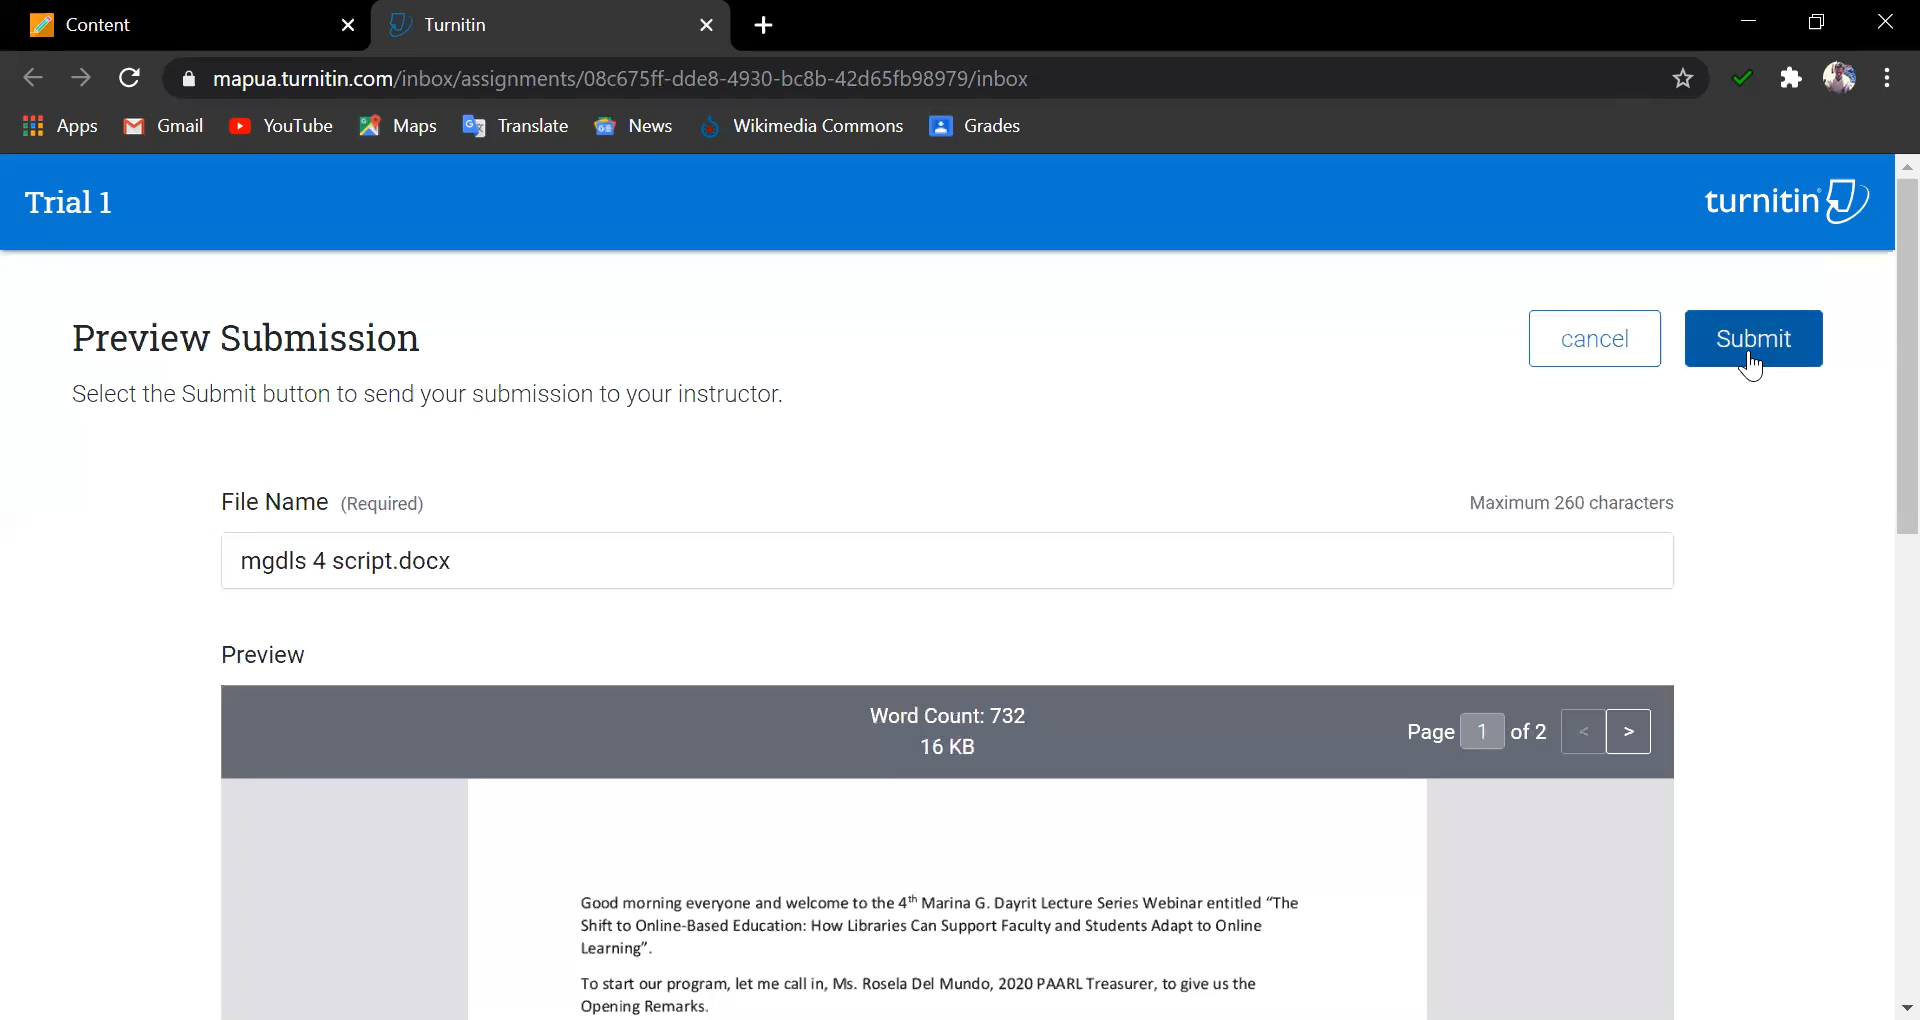 Content
Turnitin
mapua.turnitin.com/inbox/assignments/08c675ff-dde8-4930-bc8b-42d65fb98979/inbox
Apps Gmail YouTube Maps Translate News Wikimedia Commons Grades
Trial 1
turnitin
Preview Submission
cancel
Submit
Select the Submit button to send your submission to your instructor.
File Name (Required)
Maximum 260 characters
mgdls 4 script.docx
Preview
Word Count: 732
16 KB
Page 1 of 2 < >
Good morning everyone and welcome to the 4th Marina G. Dayrit Lecture Series Webinar entitled “The
Shift to Online-Based Education: How Libraries Can Support Faculty and Students Adapt to Online
Learning”.
To start our program, let me call in, Ms. Rosela Del Mundo, 2020 PAARL Treasurer, to give us the
Opening Remarks.